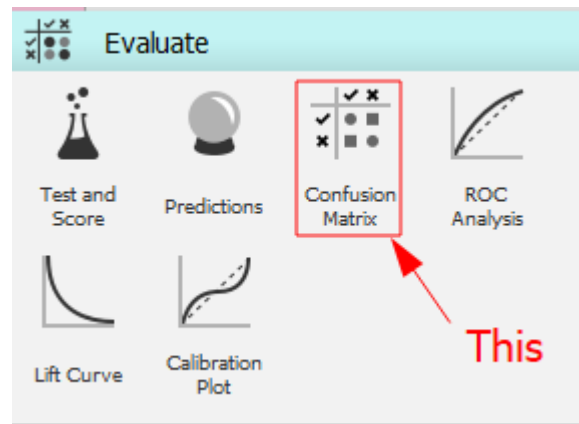 Evaluate
Test and
Score
Predictions
Confusion
Matrix
ROC
Analysis
Lift Curve
Calibration
Plot
This